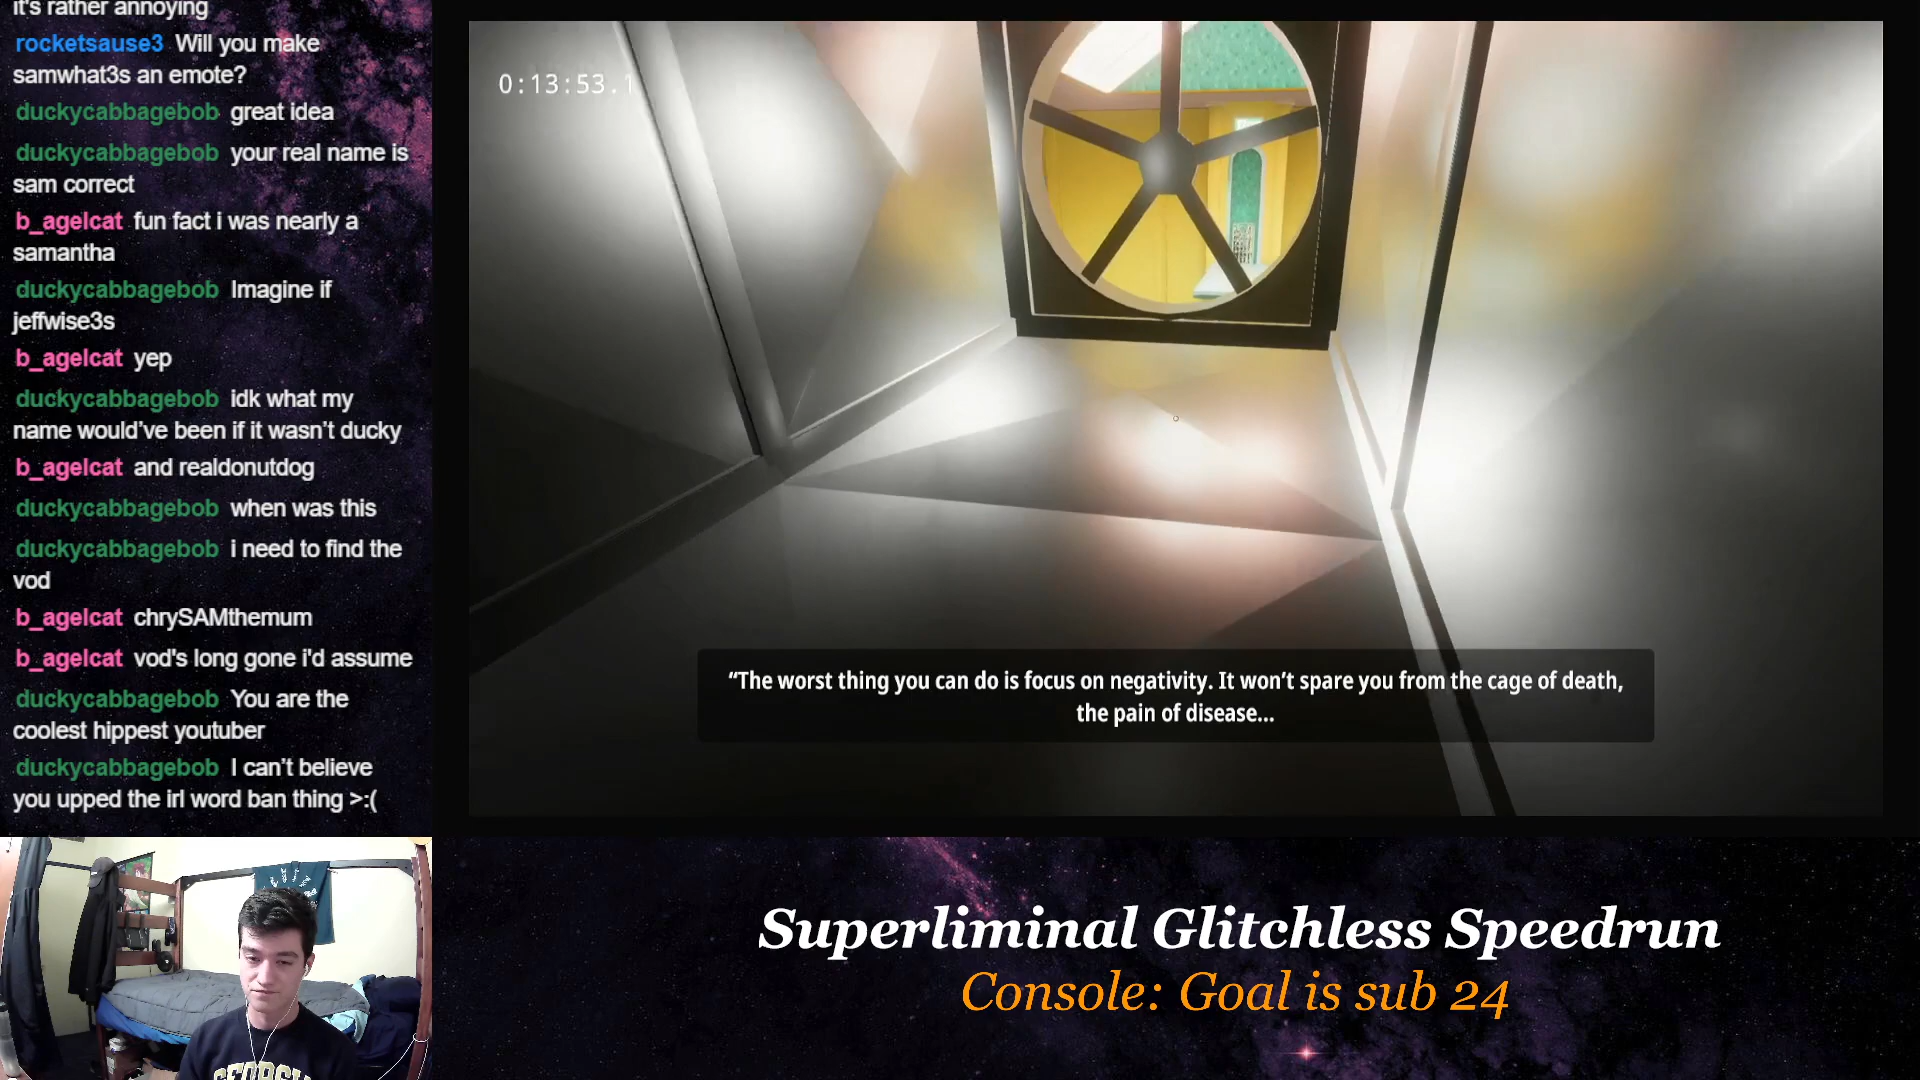 it's rather annoying
rocketsause3 Will you make
samwhat3s an emote?
duckycabbagebob great idea
duckycabbagebob your real name is
sam correct
b_agelcat fun fact i was nearly a
samantha
duckycabbagebob Imagine if
jeffwise3s
b_agelcat yep
duckycabbagebob idk what my
name would've been if it wasn't ducky
b_agelcat and realdonutdog
duckycabbagebob when was this
duckycabbagebob i need to find the
vod
b_agelcat chrySAMthemum
b_agelcat vod's long gone i'd assume
duckycabbagebob You are the
coolest hippest youtuber
duckycabbagebob I can't believe
you upped the irl word ban thing >:(
0:13:53.1
“The worst thing you can do is focus on negativity. It won't spare you from the cage of death,
the pain of disease...
Superliminal Glitchless Speedrun
Console: Goal is sub 24